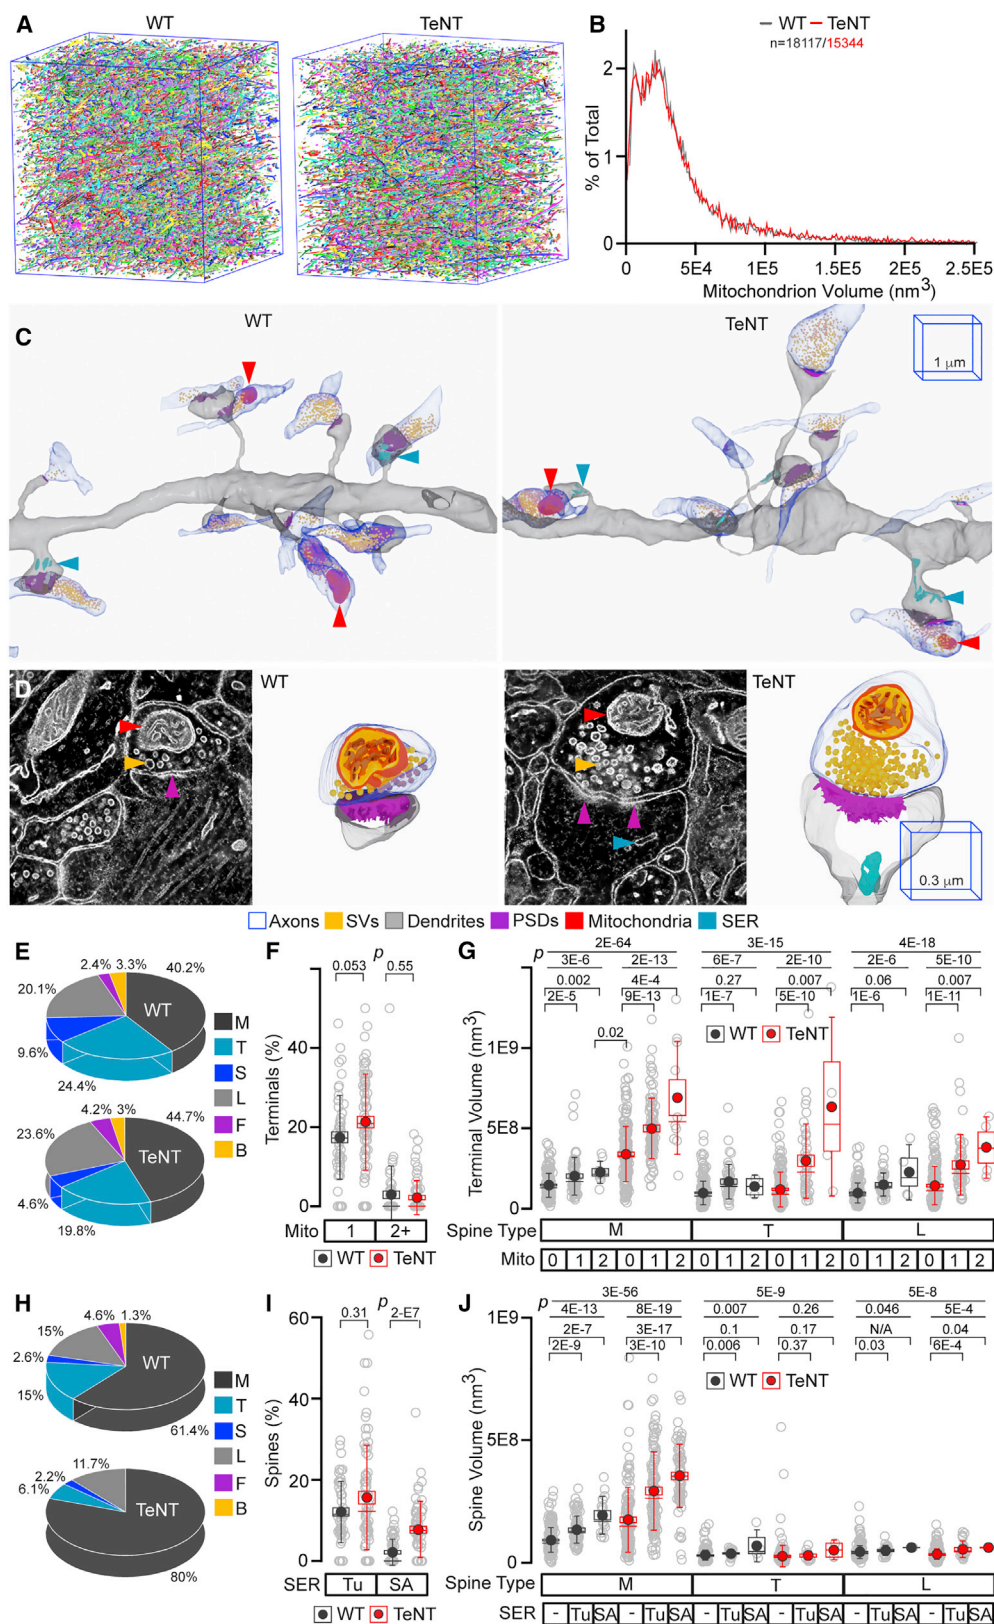 A
WT
TeNT
B
WT TeNT
n=18117/15344
% of Total
2
1
0
0 5E4 1E5 1.5E5 2E5 2.5E5
Mitochondrion Volume (nm3)
C
WT
TeNT
1 μm
D
WT
TeNT
0.3 μm
Axons SVs Dendrites PSDs Mitochondria SER
E
2.4% 3.3% 40.2%
20.1%
WT
9.6%
24.4%
4.2% 3% 44.7%
23.6%
TeNT
4.6%
19.8%
M
T
S
L
F
B
F
p
0.053 0.55
Terminals (%)
60
40
20
0
Mito 1 2+
WT TeNT
G
p
2E-64 3E-15 4E-18
3E-6 2E-13 6E-7 2E-10 2E-6 5E-10
0.002 4E-4 0.27 0.007 0.06 0.007
2E-5 9E-13 1E-7 5E-10 1E-6 1E-11
0.02
WT TeNT
Terminal Volume (nm3)
1E9
5E8
0
Spine Type M T L
Mito 0 1 2 0 1 2 0 1 2 0 1 2 0 1 2 0 1 2
H
4.6% 1.3%
15%
WT
2.6%
15%
61.4%
11.7%
2.2%
6.1%
TeNT
80%
M
T
S
L
F
B
I
p
0.31 2-E7
Spines (%)
60
40
20
0
SER Tu SA
WT TeNT
J
p
3E-56 5E-9 5E-8
4E-13 8E-19 0.007 0.26 0.046 5E-4
2E-7 3E-17 0.1 0.17 N/A 0.04
2E-9 3E-10 0.006 0.37 0.03 6E-4
WT TeNT
Spine Volume (nm3)
1E9
5E8
0
Spine Type M T L
SER - Tu SA - Tu SA - Tu SA - Tu SA - Tu SA - Tu SA